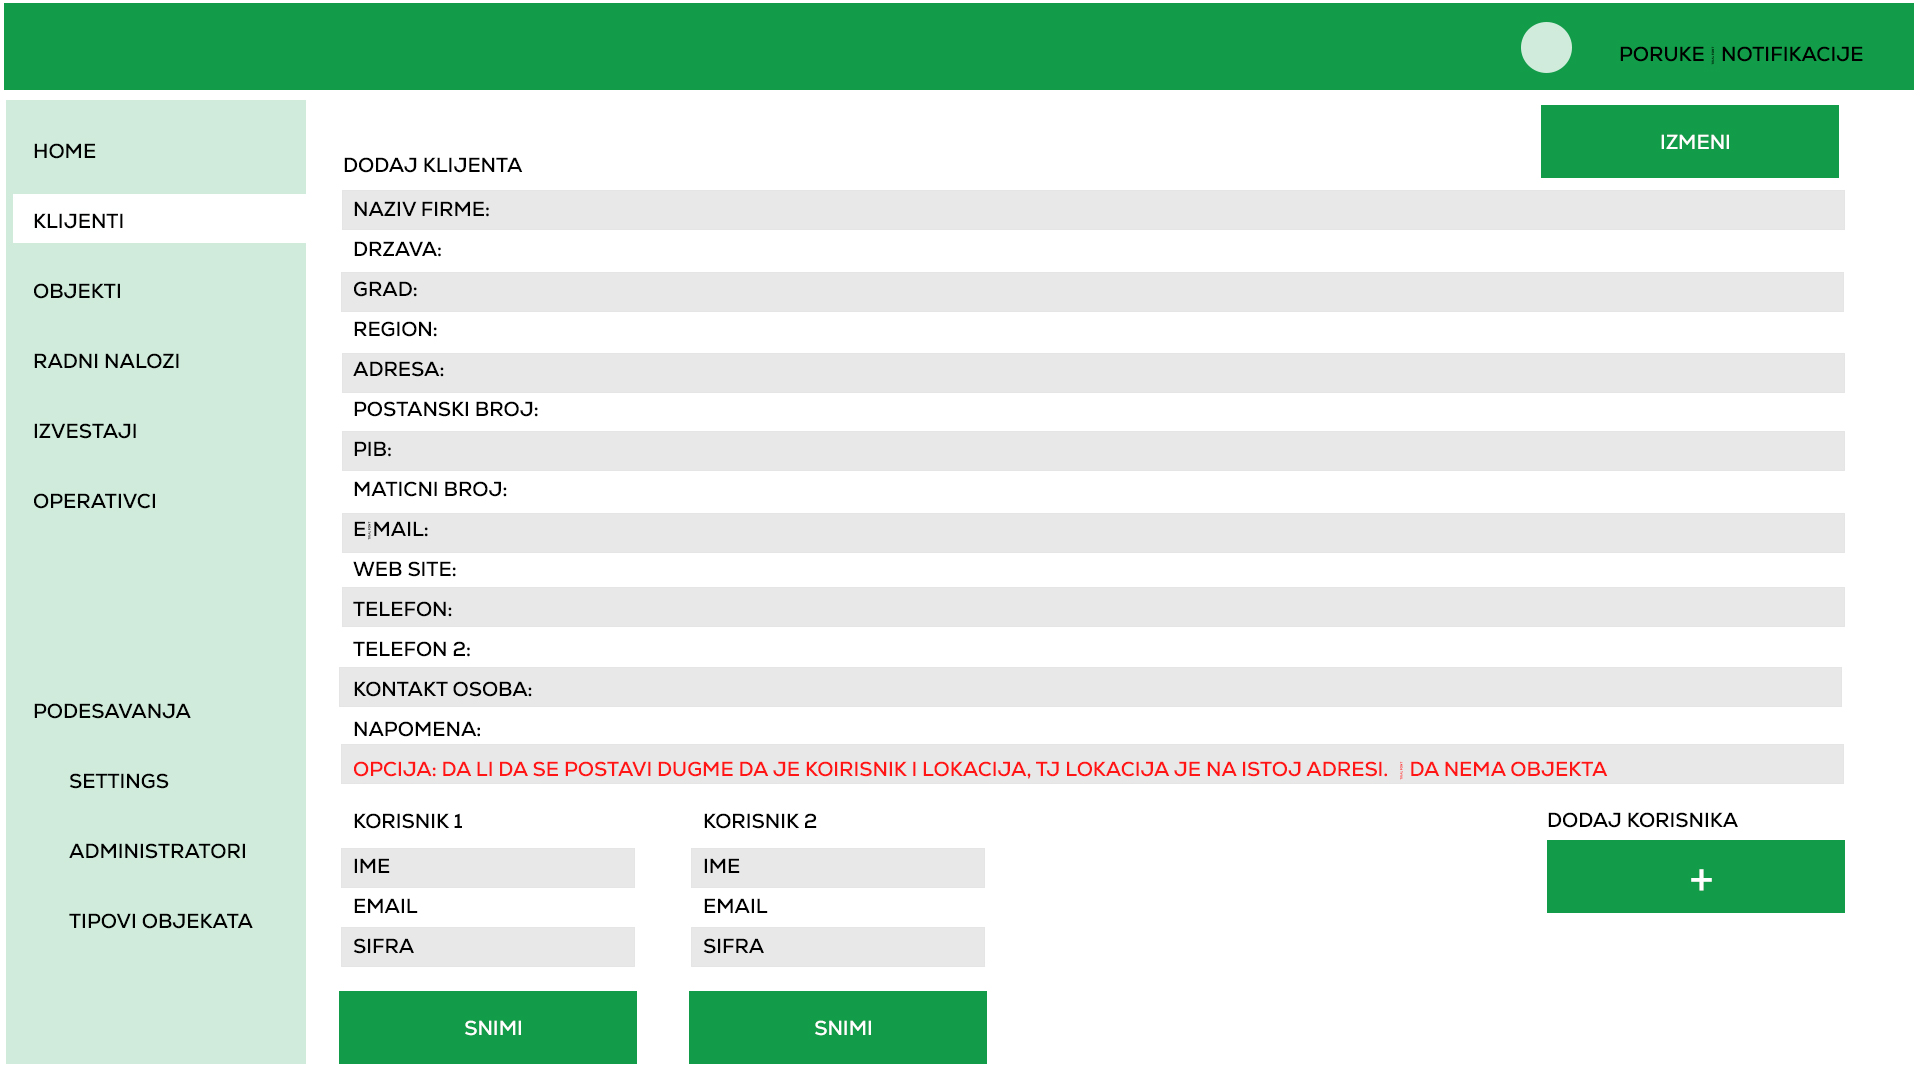 PORUKE | NOTIFIKACIJE
HOME
KLIJENTI
OBJEKTI
RADNI NALOZI
IZVESTAJI
OPERATIVCI
PODESAVANJA
SETTINGS
ADMINISTRATORI
TIPOVI OBJEKATA
IZMENI
DODAJ KLIJENTA
NAZIV FIRME:
DRZAVA:
GRAD:
REGION:
ADRESA:
POSTANSKI BROJ:
PIB:
MATICNI BROJ:
E-MAIL:
WEB SITE:
TELEFON:
TELEFON 2:
KONTAKT OSOBA:
NAPOMENA:
OPCIJA: DA LI DA SE POSTAVI DUGME DA JE KOIRISNIK I LOKACIJA, TJ LOKACIJA JE NA ISTOJ ADRESI. - DA NEMA OBJEKTA
KORISNIK 1
IME
EMAIL
SIFRA
SNIMI
KORISNIK 2
IME
EMAIL
SIFRA
SNIMI
DODAJ KORISNIKA
+